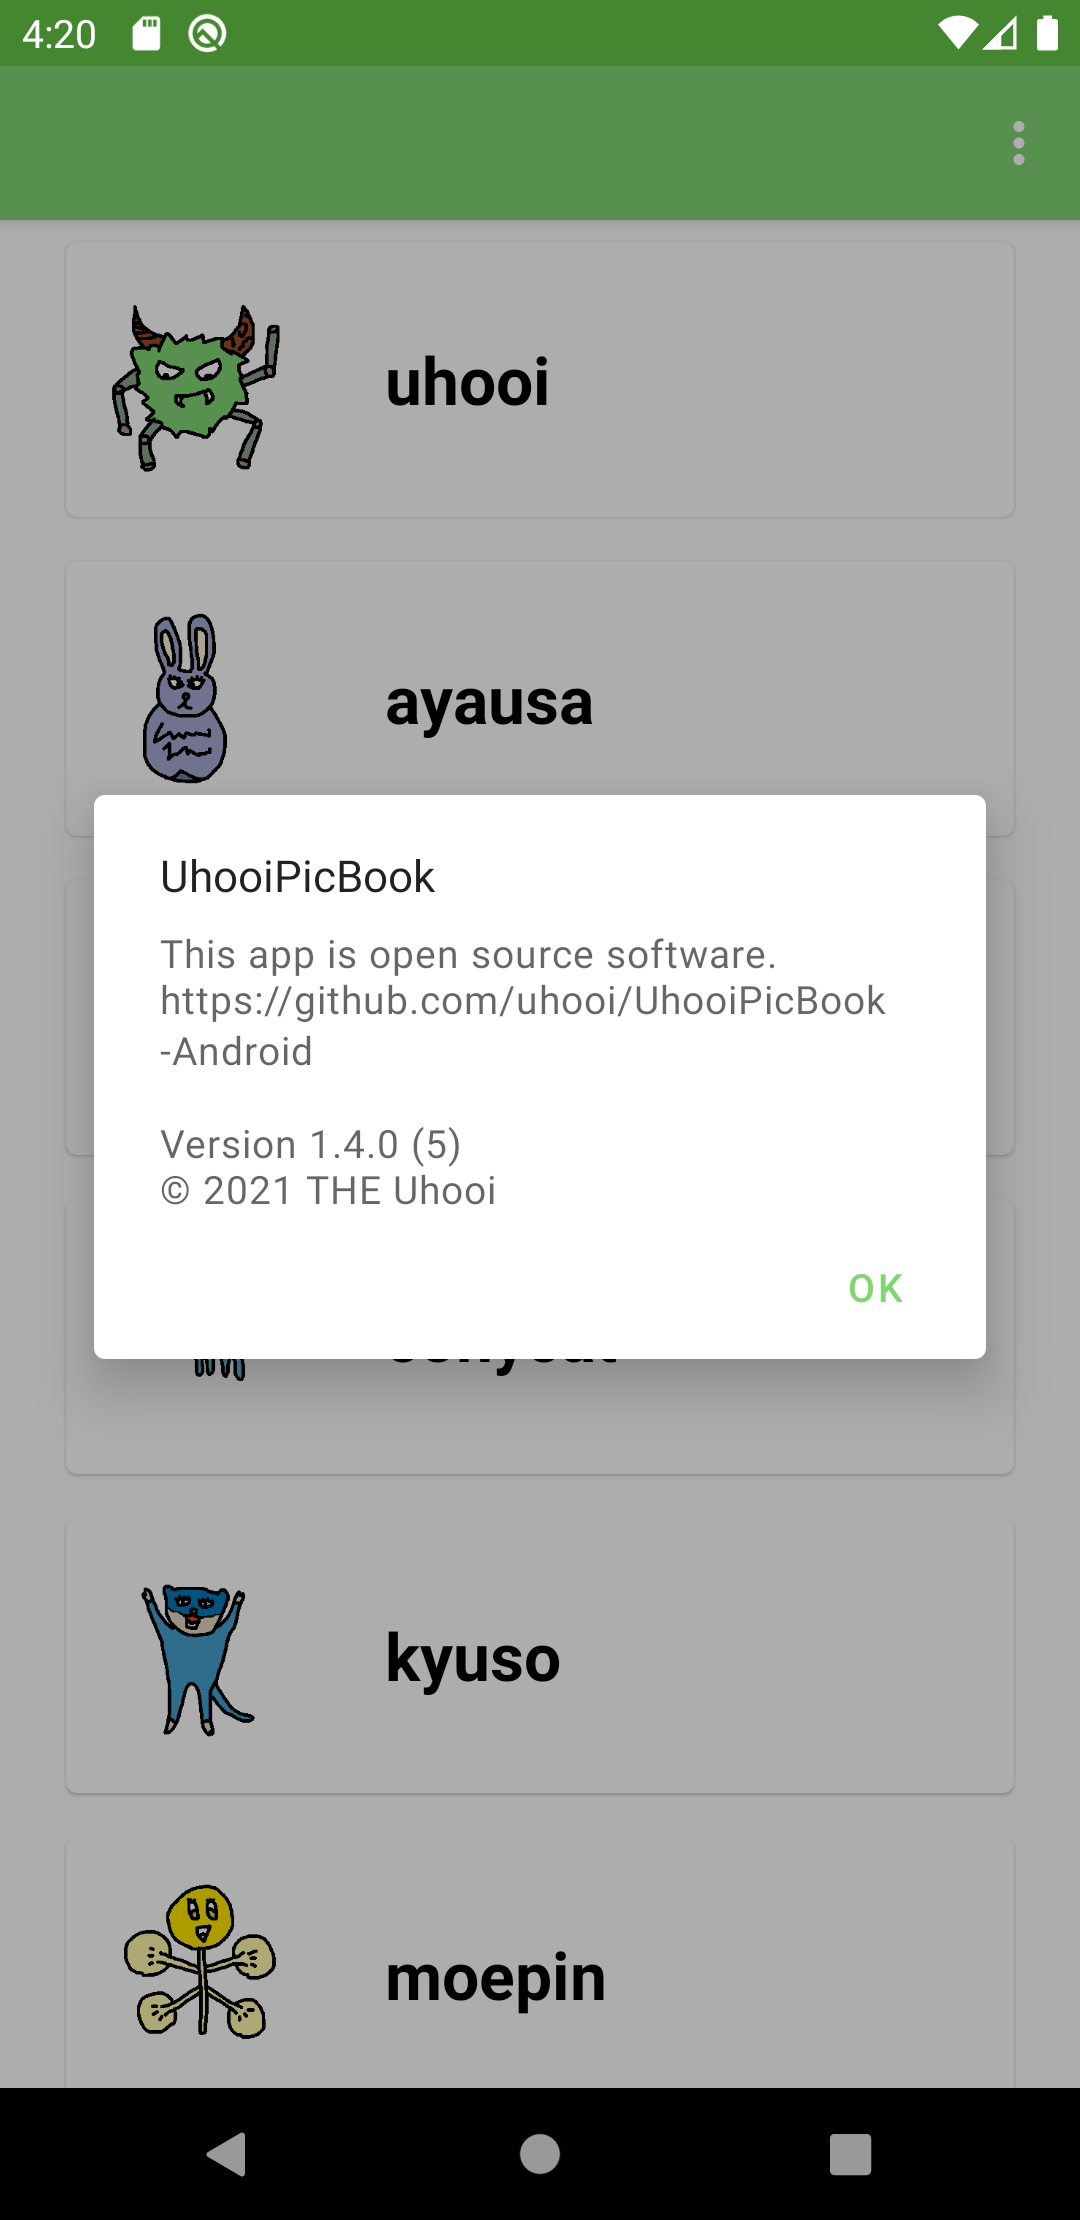 4:20
uhooi
ayausa
UhooiPicBook
This app is open source software.
https://github.com/uhooi/UhooiPicBook
-Android
Version 1.4.0 (5)
© 2021 THE Uhooi
OK
kyuso
moepin